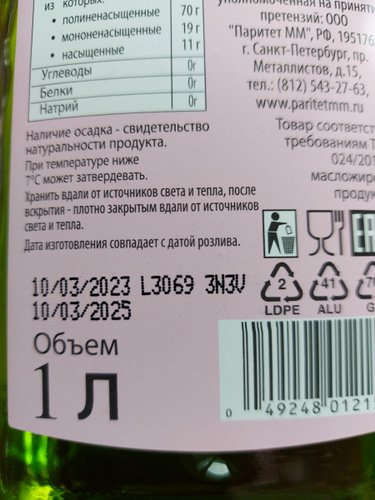 из которых:
• полиненасыщенные 70 г
• мононенасыщенные 19 г
• насыщенные 11 г
Углеводы 0г
Белки 0г
Натрий 0г
Наличие осадка - свидетельство
натуральности продукта.
При температуре ниже
7°С может затвердевать.
Хранить вдали от источников света и тепла, после
вскрытия - плотно закрытым вдали от источников
света и тепла.
Дата изготовления совпадает с датой розлива.
10/03/2023 L3069 3N3V
10/03/2025
Объем
1 Л
на принятие
претензий: ООО
"Паритет ММ", РФ, 195176
г. Санкт-Петербург, пр.
Металлистов, д.15,
тел.: (812) 543-27-63,
www.paritetmm.ru
Товар
требованиям
024/201
продук
2
LDPE
41
ALU
0 49248 0121